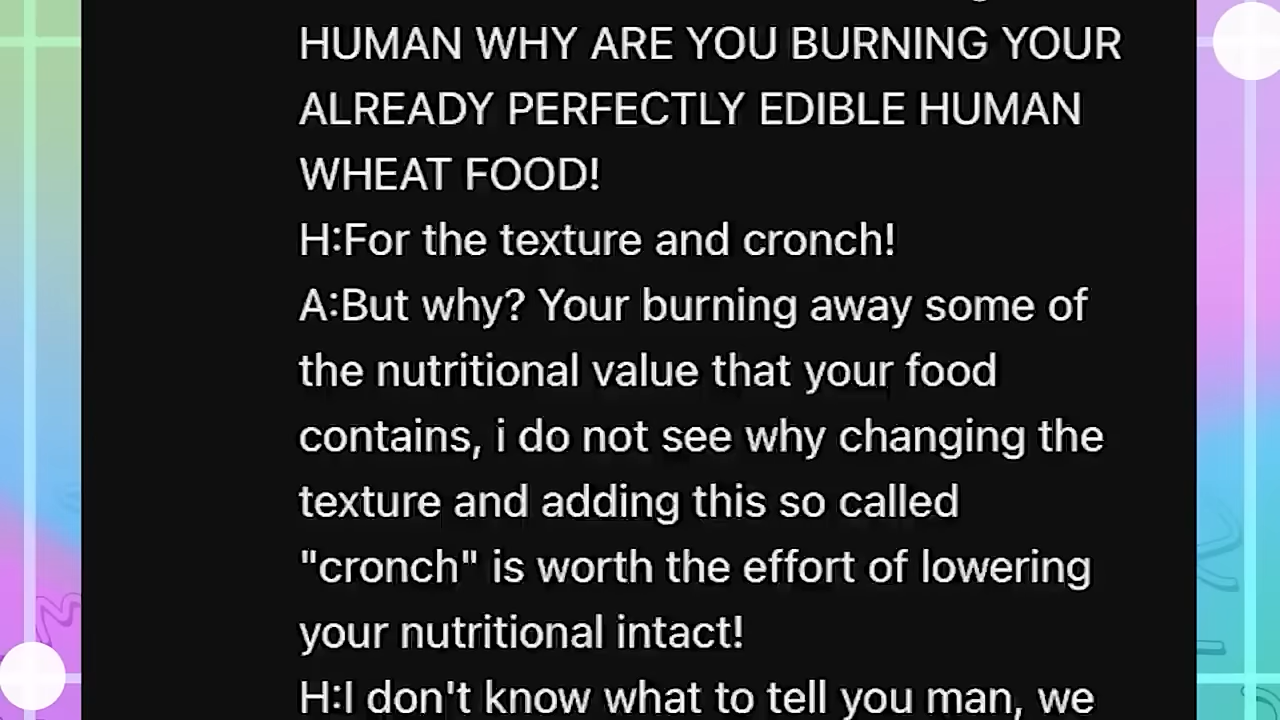 HUMAN WHY ARE YOU BURNING YOUR
ALREADY PERFECTLY EDIBLE HUMAN
WHEAT FOOD!
H:For the texture and cronch!
A:But why? Your burning away some of
the nutritional value that your food
contains, i do not see why changing the
texture and adding this so called
"cronch" is worth the effort of lowering
your nutritional intact!
H:I don't know what to tell you man, we